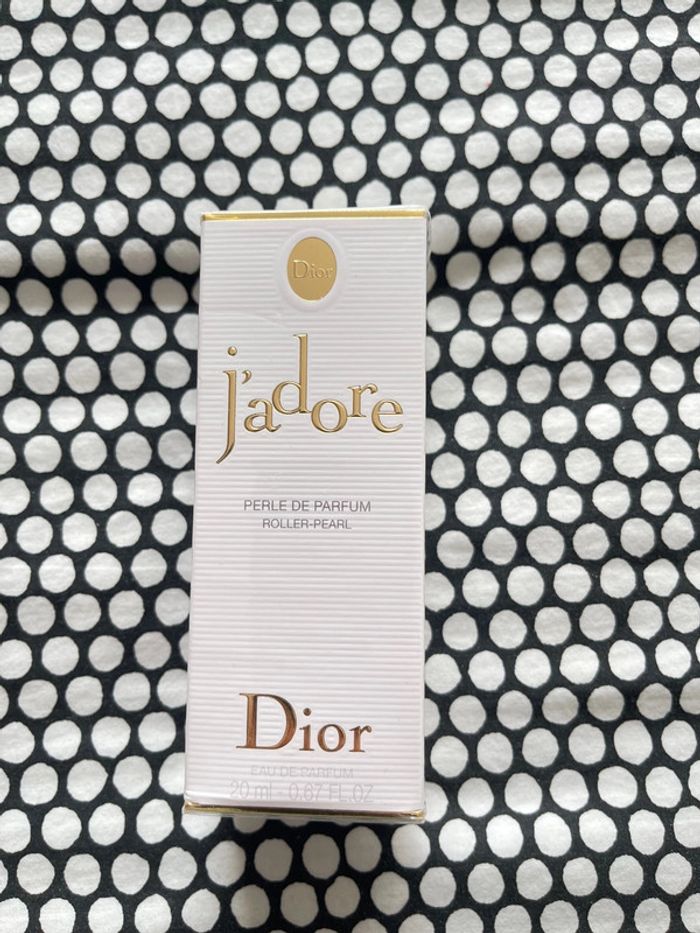 Dior
j'adore
PERLE DE PARFUM
ROLLER-PEARL
Dior
EAU DE PARFUM
20 ml - 0.67 FL.OZ